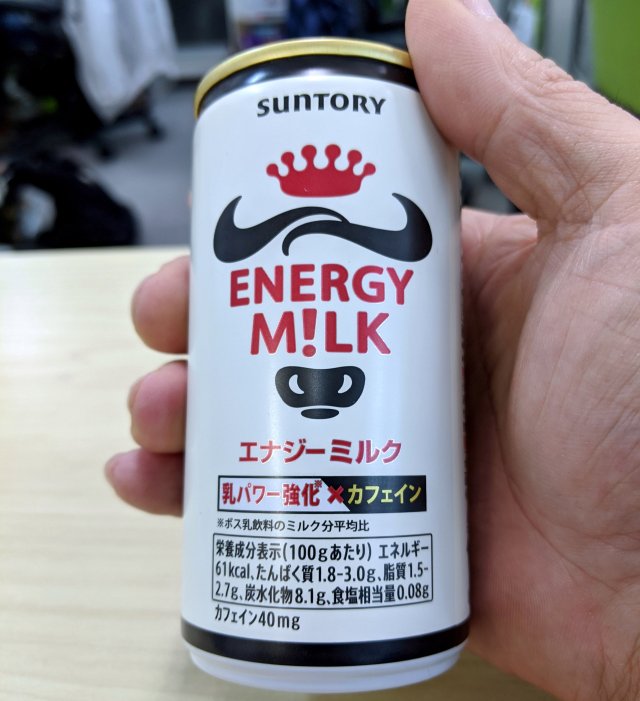 SUNTORY
ENERGY
M!LK
エナジーミルク
乳パワー強化※×カフェイン
※ボス乳飲料のミルク分平均比
栄養成分表示(100gあたり) エネルギー
61kcal、たんぱく質1.8-3.0g、脂質1.5-
2.7g、炭水化物8.1g、食塩相当量0.08g
カフェイン40mg